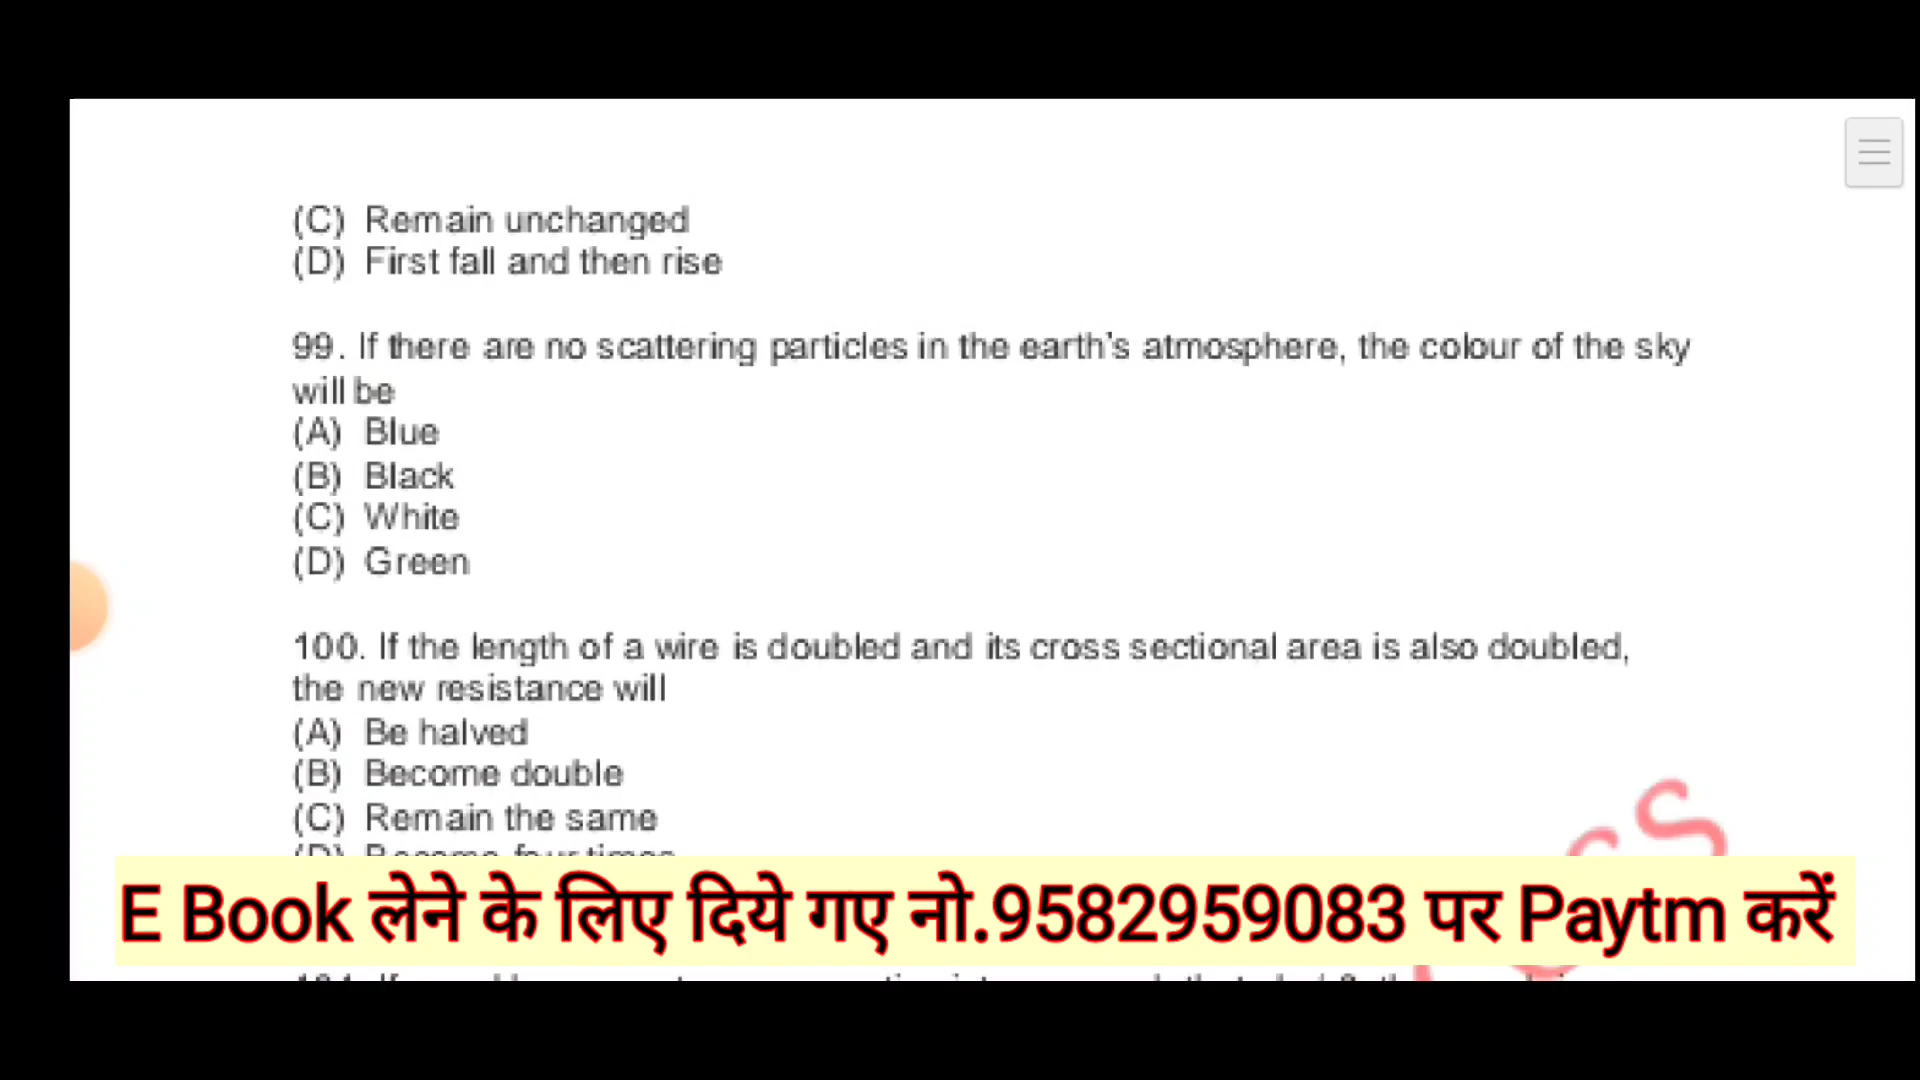 (C) Remain unchanged
(D) First fall and then rise
99. If there are no scattering particles in the earth's atmosphere, the colour of the sky
will be
(A) Blue
(B) Black
(C) White
(D) Green
100. If the length of a wire is doubled and its cross sectional area is also doubled,
the new resistance will
(A) Be halved
(B) Become double
(C) Remain the same
(D) Become four times
E Book लेने के लिए दिये गए नो.9582959083 पर Paytm करें